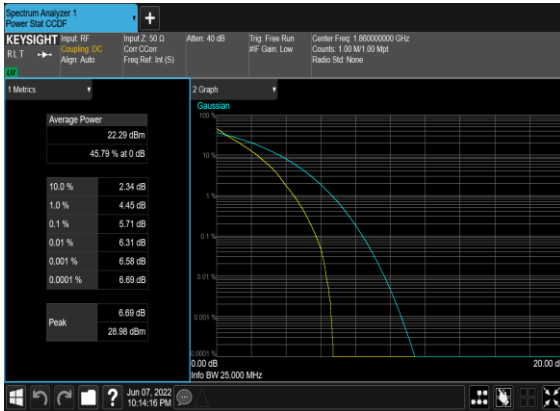 Spectrum Analyzer 1
Power Stat CCDF
KEYSIGHT
RLT
LXI
Input: RF
Coupling: DC
Align: Auto
Input Z: 50 Ω
Corr CCorr
Freq Ref: Int (S)
Atten: 40 dB
Trig: Free Run
#IF Gain: Low
Center Freq: 1.860000000 GHz
Counts: 1.00 M/1.00 Mpt
Radio Std: None
1 Metrics
Average Power
22.29 dBm
45.79 % at 0 dB
10.0 % 2.34 dB
1.0 % 4.45 dB
0.1 % 5.71 dB
0.01 % 6.31 dB
0.001 % 6.58 dB
0.0001 % 6.69 dB
Peak
6.69 dB
28.98 dBm
2 Graph
Gaussian
100 %
10 %
1 %
0.1 %
0.01 %
0.001 %
0.0001 %
0.00 dB
20.00 d
Info BW 25.000 MHz
?
Jun 07, 2022
10:14:16 PM